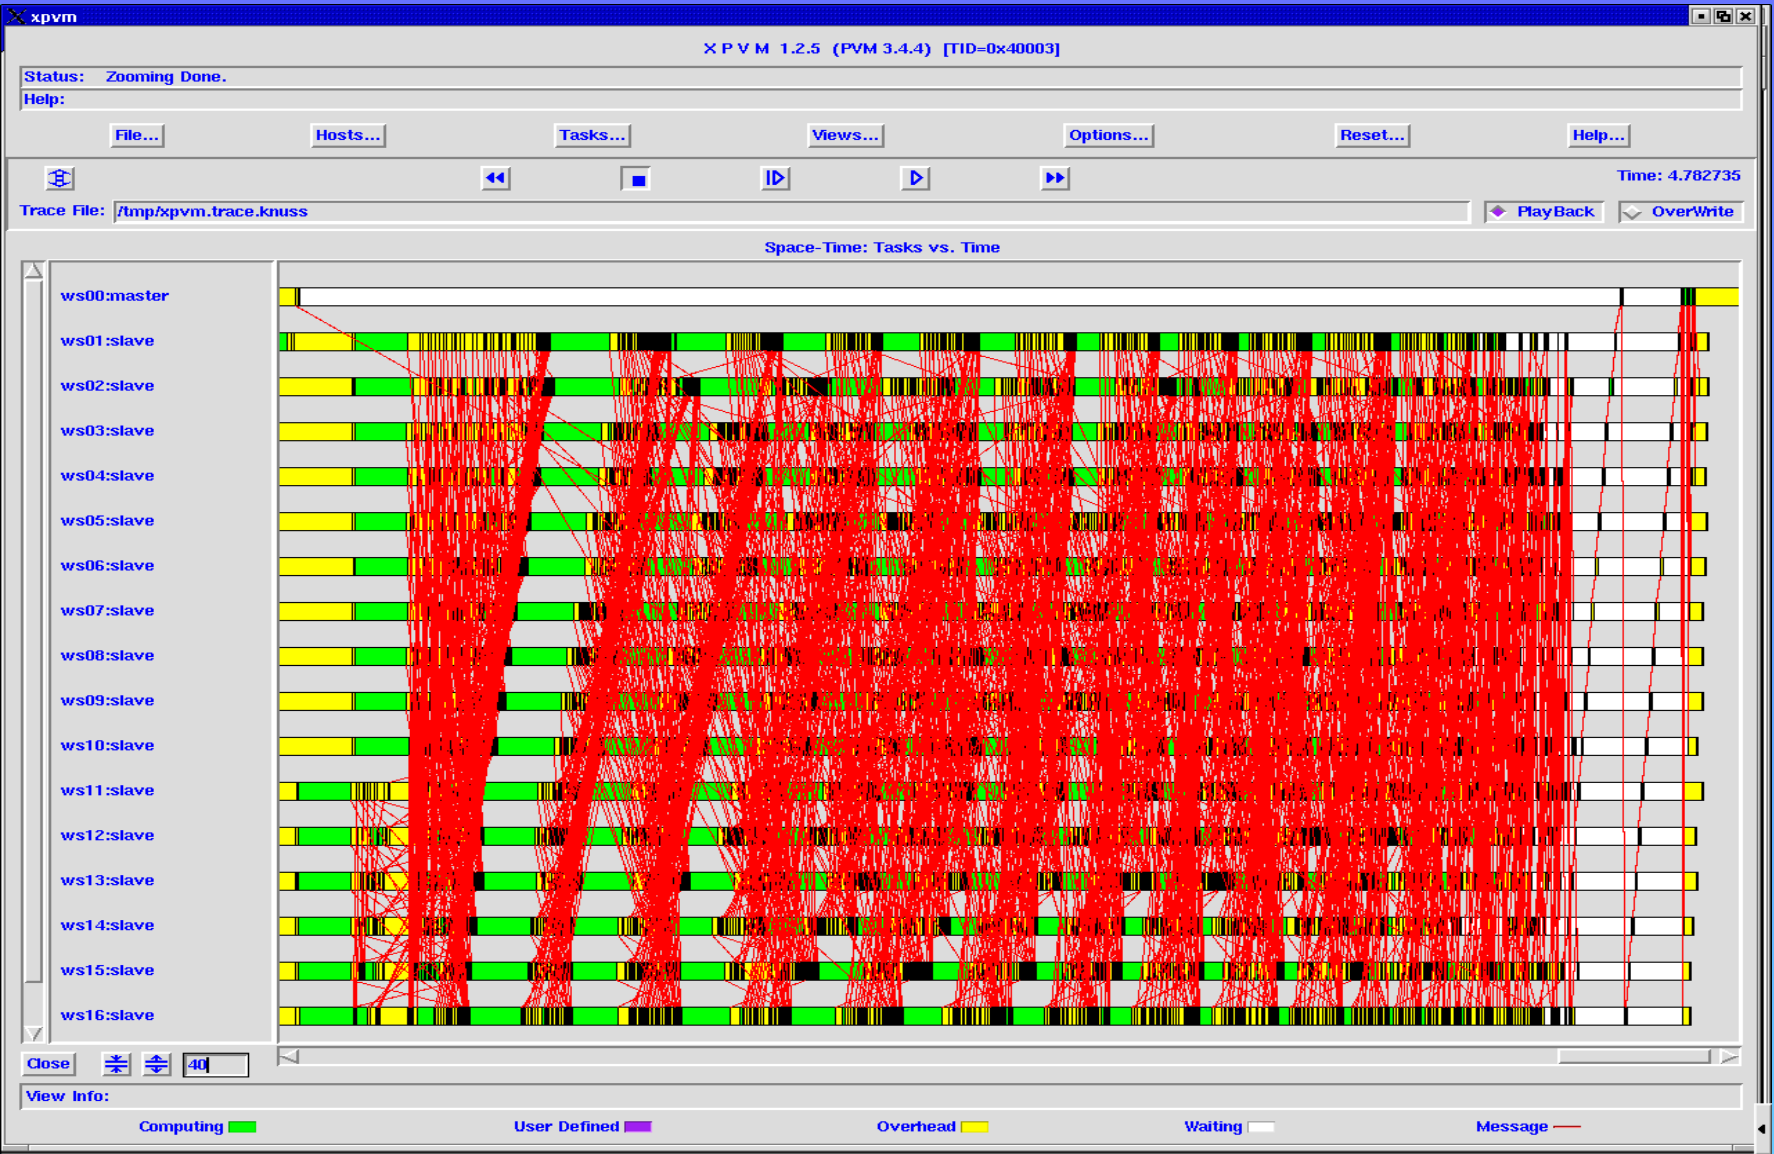 xpvm
X P V M 1.2.5 (PVM 3.4.4) [TID=0x40003]
Status: Zooming Done.
Help:
File... Hosts... Tasks... Views... Options... Reset... Help...
Time: 4.782735
Trace File: /tmp/xpvm.trace.knuss PlayBack OverWrite
Space-Time: Tasks vs. Time
ws00:master
ws01:slave
ws02:slave
ws03:slave
ws04:slave
ws05:slave
ws06:slave
ws07:slave
ws08:slave
ws09:slave
ws10:slave
ws11:slave
ws12:slave
ws13:slave
ws14:slave
ws15:slave
ws16:slave
Close 40
View Info:
Computing User Defined Overhead Waiting Message